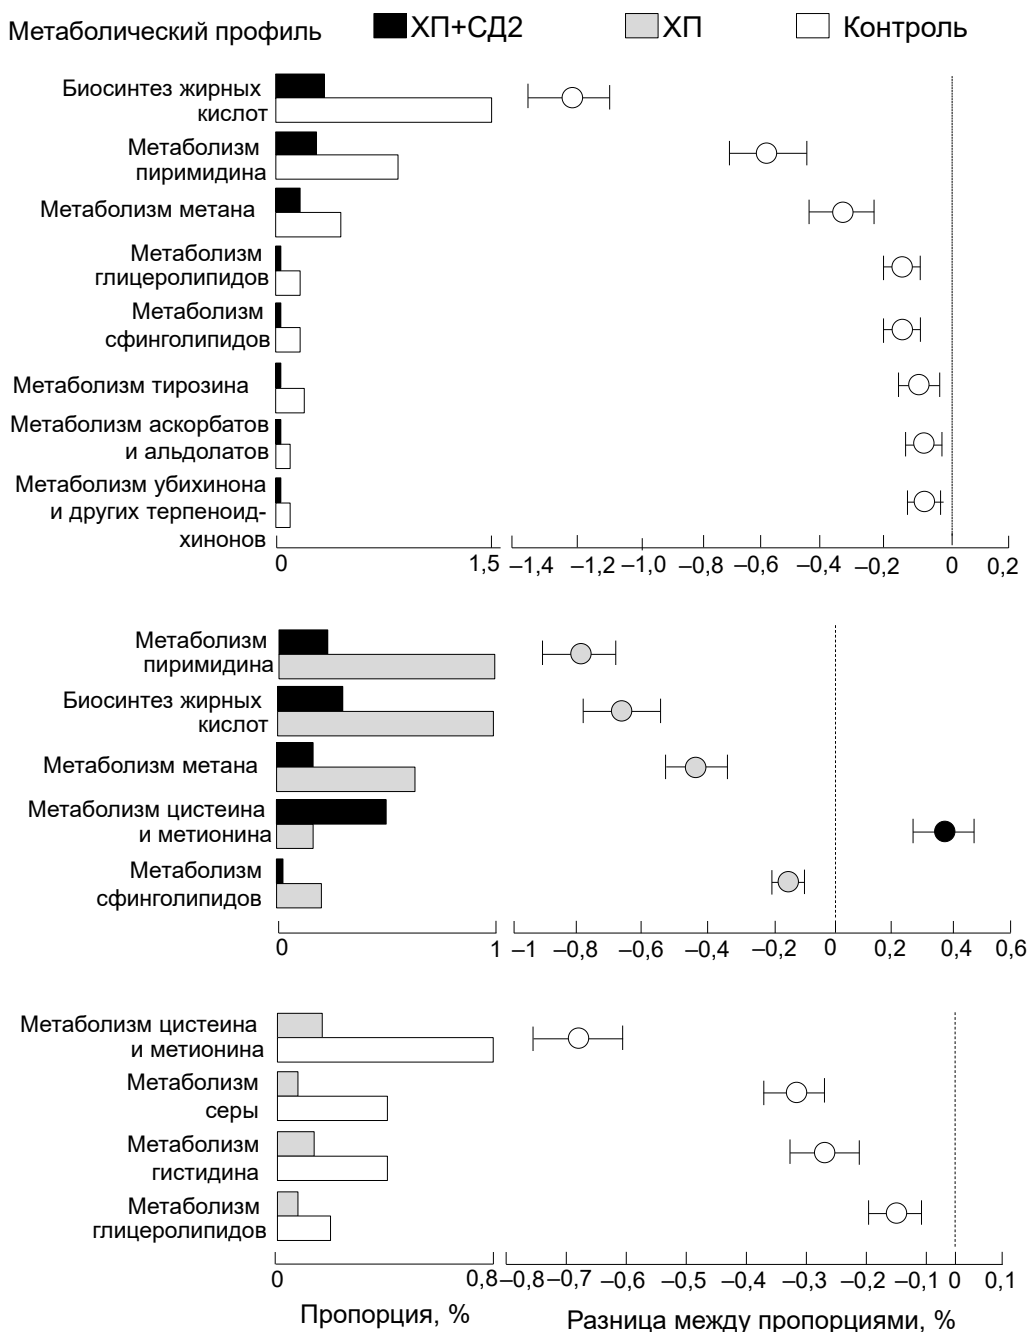 Метаболический профиль ХП+СД2 ХП Контроль
Биосинтез жирных
кислот
Метаболизм
пиримидина
Метаболизм метана
Метаболизм
глицеролипидов
Метаболизм
сфинголипидов
Метаболизм тирозина
Метаболизм аскорбатов
и альдолатов
Метаболизм убихинона
и других терпеноид-
хинонов
0 1,5 –1,4 –1,2 –1,0 –0,8 –0,6 –0,4 –0,2 0 0,2
Метаболизм
пиримидина
Биосинтез жирных
кислот
Метаболизм метана
Метаболизм цистеина
и метионина
Метаболизм
сфинголипидов
0 1 –1 –0,8 –0,6 –0,4 –0,2 0 0,2 0,4 0,6
Метаболизм цистеина
и метионина
Метаболизм
серы
Метаболизм
гистидина
Метаболизм
глицеролипидов
0 0,8 –0,8 –0,7 –0,6 –0,5 –0,4 –0,3 –0,2 –0,1 0 0,1
Пропорция, % Разница между пропорциями, %